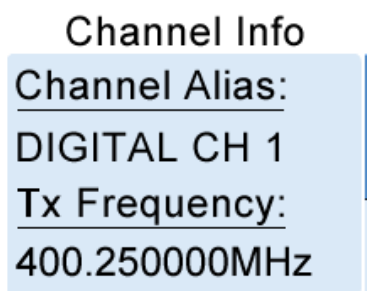 Channel Info
Channel Alias:
DIGITAL CH 1
Tx Frequency:
400.250000MHz